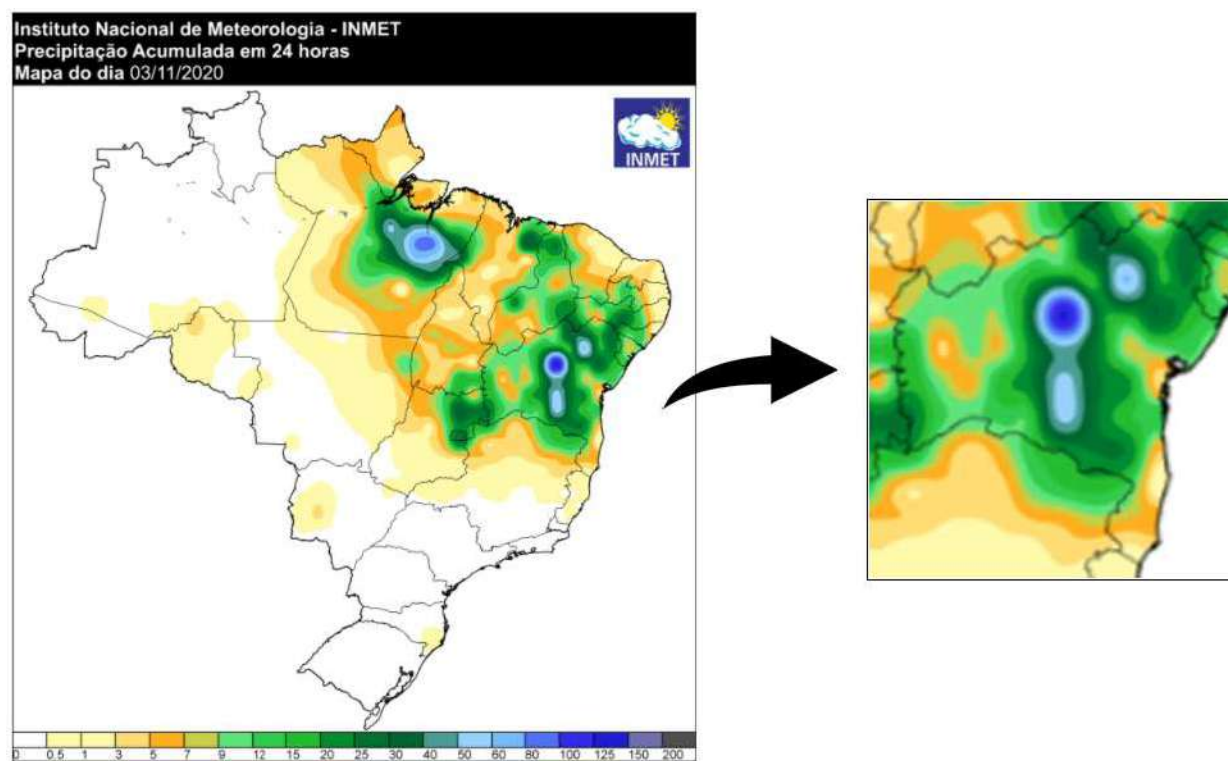 Instituto Nacional de Meteorologia - INMET
Precipitação Acumulada em 24 horas
Mapa do dia 03/11/2020
INMET
0 0.5 1 3 5 7 9 12 15 20 25 30 40 50 60 80 100 125 150 200